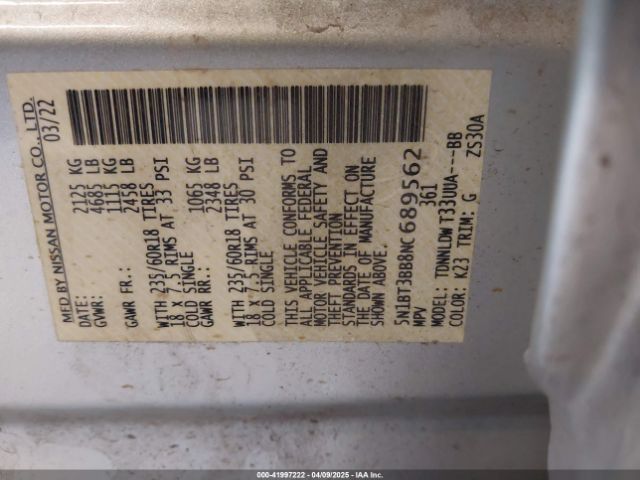 MFD BY NISSAN MOTOR CO., LTD.
DATE: 03/22
GVWR: 2125 KG
4685 LB
GAWR FR.: 1115 KG
2458 LB
WITH 235/60R18 TIRES
18 x 7.5 RIMS AT 33 PSI
COLD SINGLE
GAWR RR.: 1065 KG
2348 LB
WITH 235/60R18 TIRES
18 x 7.5 RIMS AT 30 PSI
COLD SINGLE
THIS VEHICLE CONFORMS TO
ALL APPLICABLE FEDERAL
MOTOR VEHICLE SAFETY AND
THEFT PREVENTION
STANDARDS IN EFFECT ON
THE DATE OF MANUFACTURE
SHOWN ABOVE.
5N1BT3BB8NC689562
MPV 361
MODEL: TDWNLDW T33UUA---BB
COLOR: K23 TRIM: G ZS30A
000-41997222 - 04/09/2025 - IAA Inc.